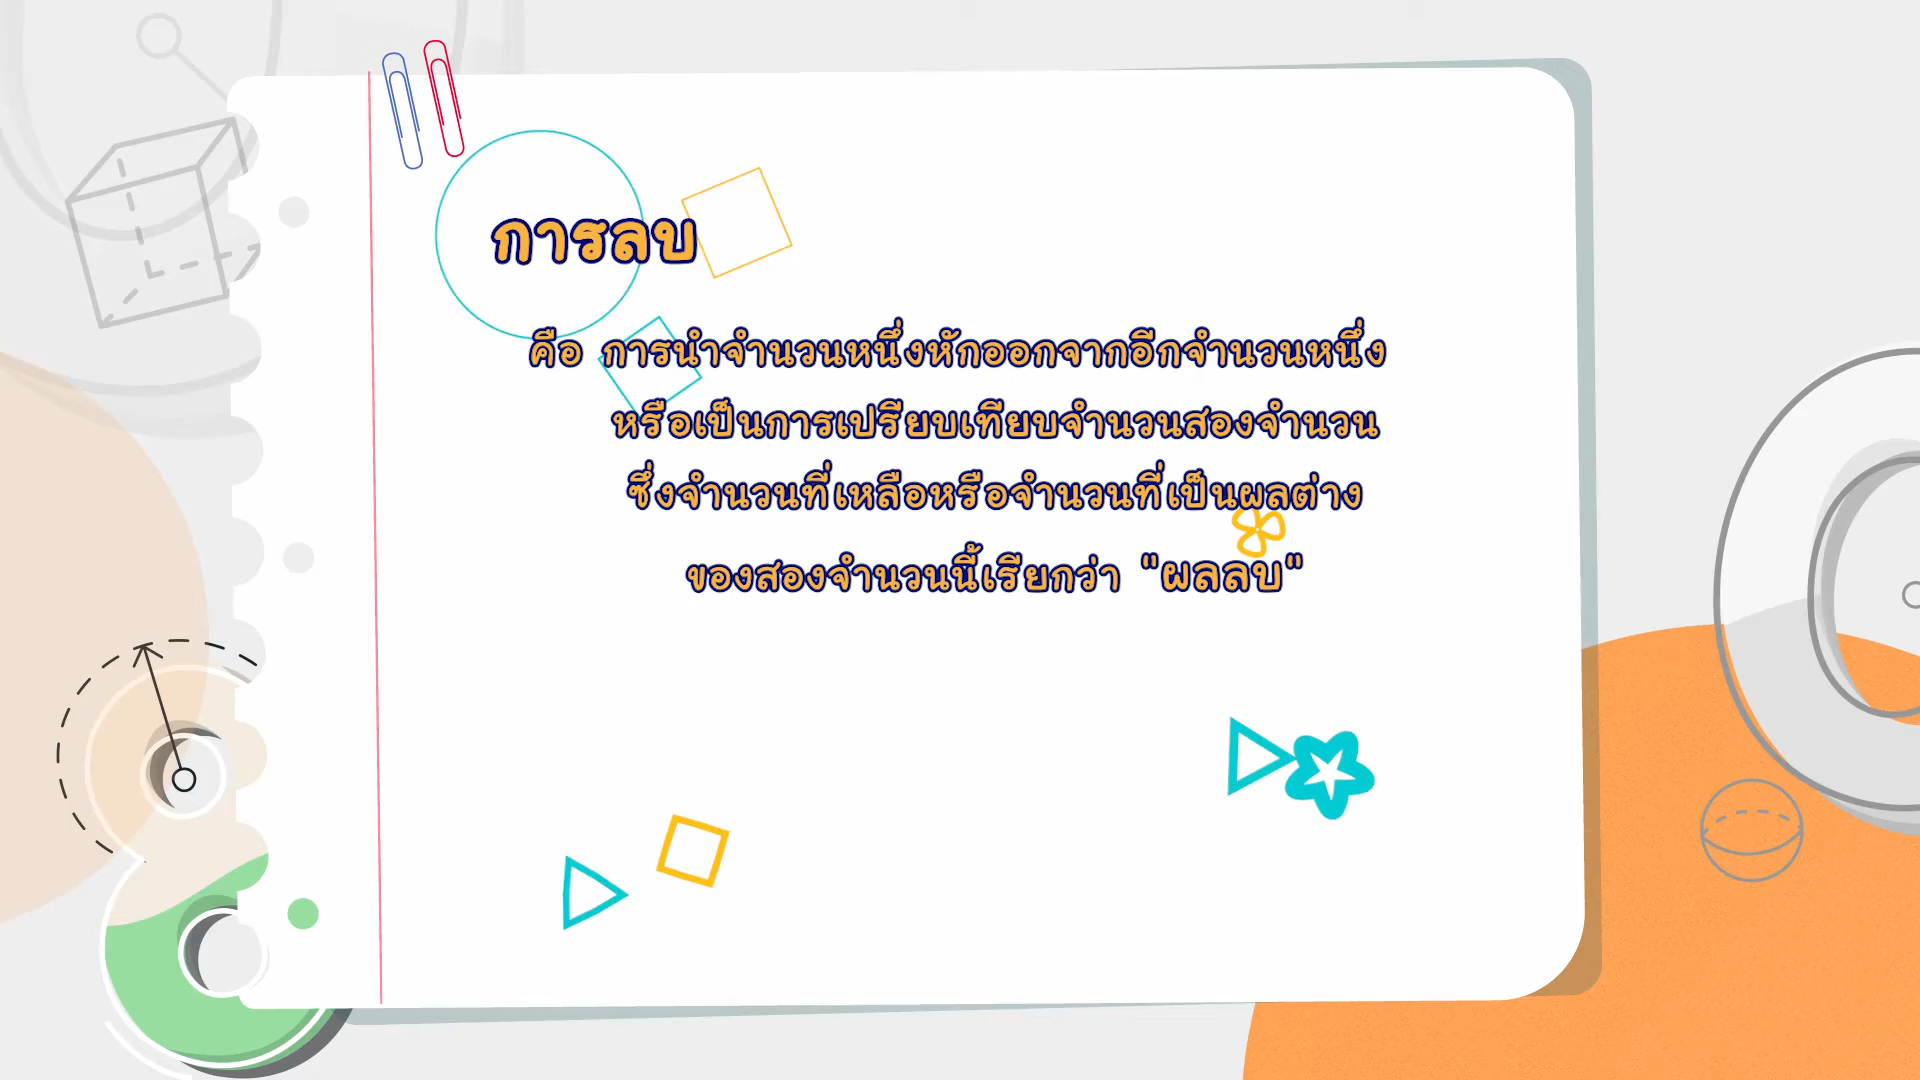 การลบ
คือ การนำจำนวนหนึ่งหักออกจากอีกจำนวนหนึ่ง
หรือเป็นการเปรียบเทียบจำนวนสองจำนวน
ซึ่งจำนวนที่เหลือหรือจำนวนที่เป็นผลต่าง
ของสองจำนวนนี้เรียกว่า "ผลลบ"